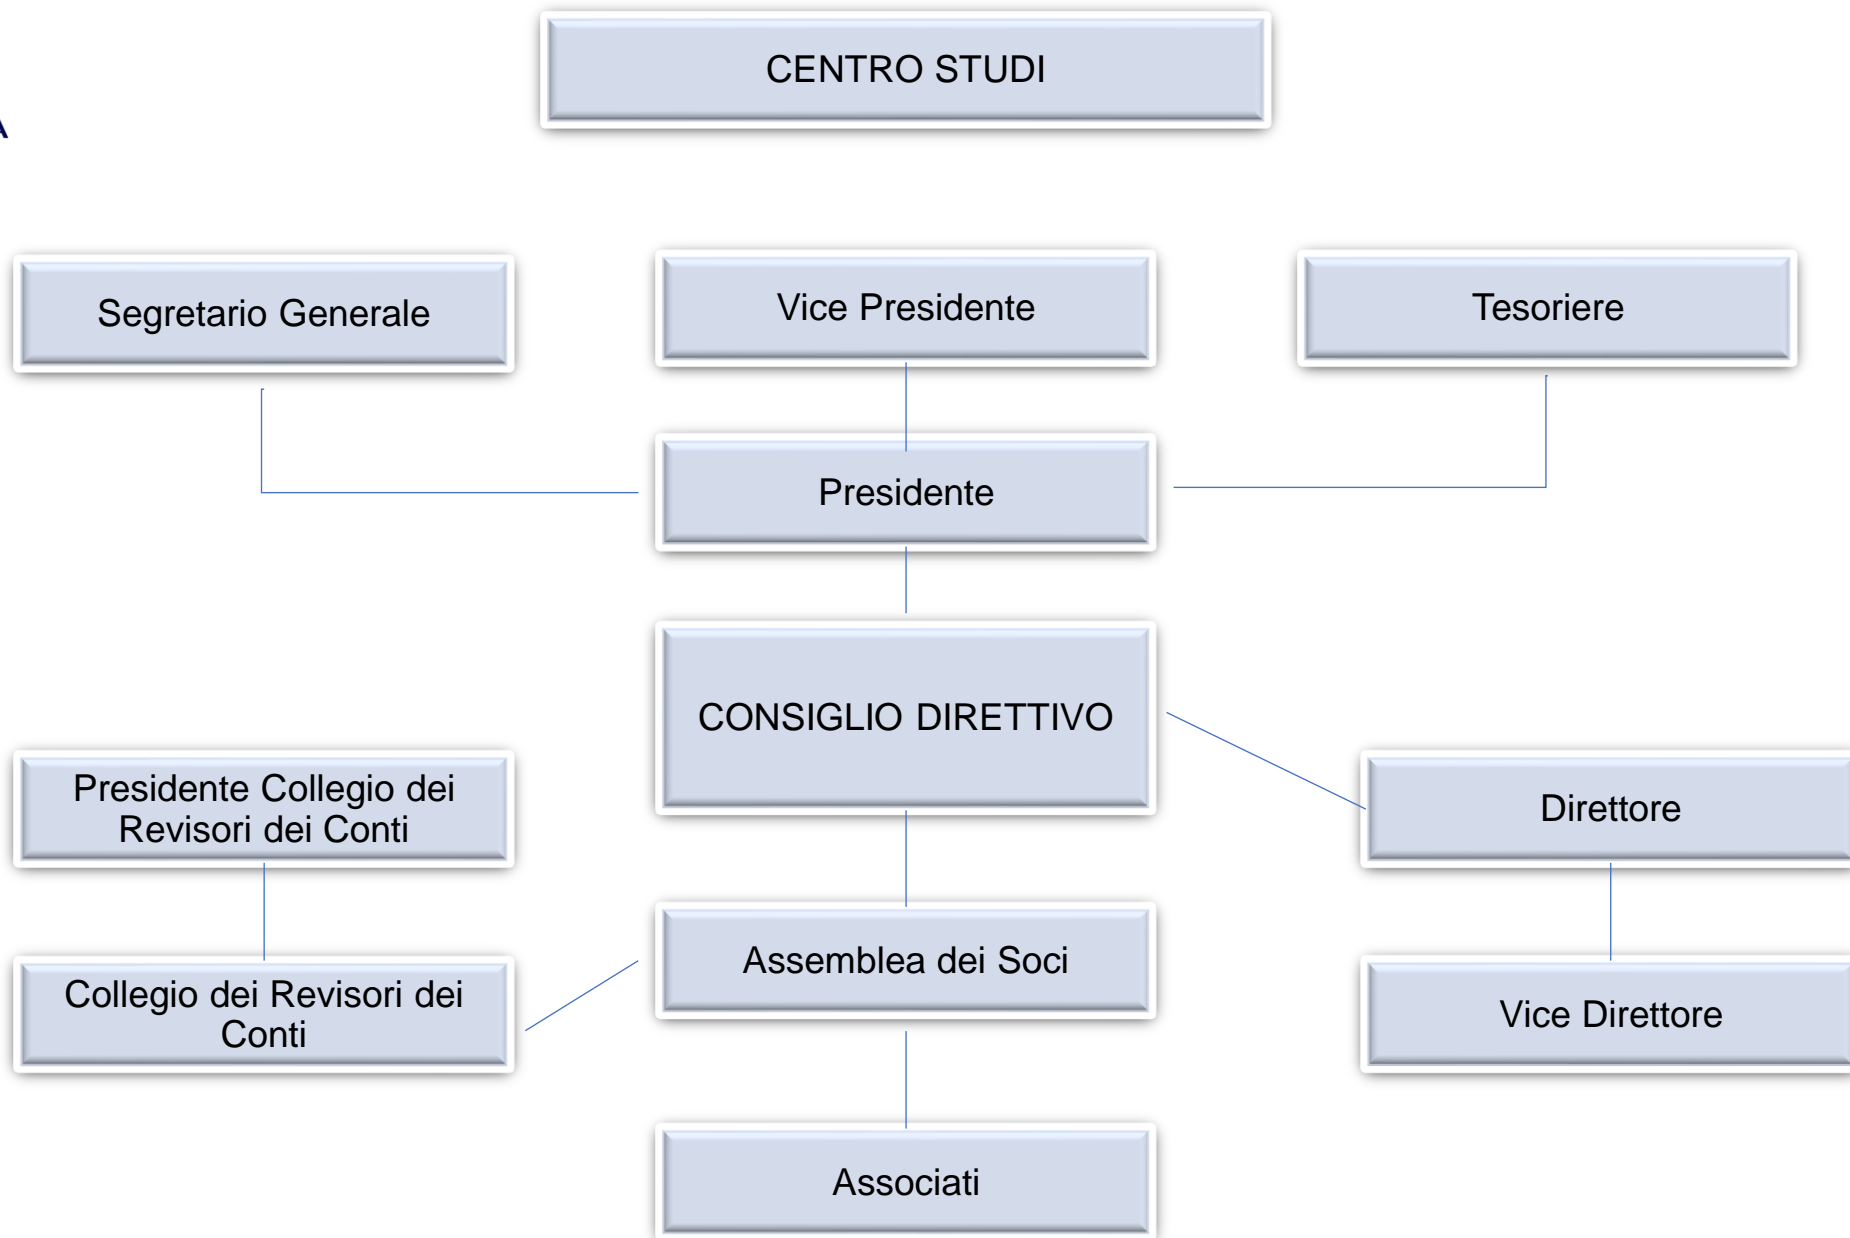 CENTRO STUDI
A
Segretario Generale
Vice Presidente
Tesoriere
Presidente
CONSIGLIO DIRETTIVO
Presidente Collegio dei
Revisori dei Conti
Direttore
Assemblea dei Soci
Collegio dei Revisori dei
Conti
Vice Direttore
Associati